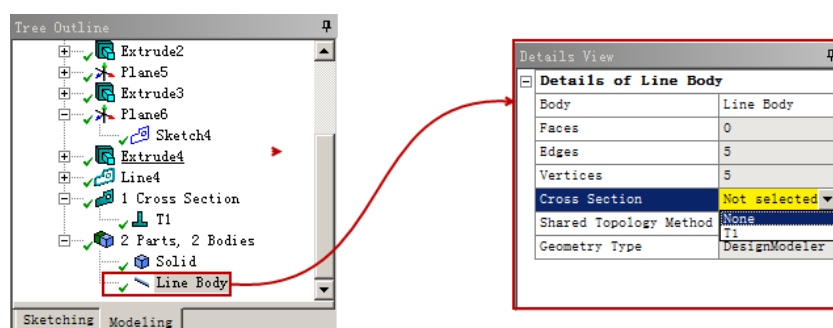 Tree Outline
Extrude2
Plane5
Extrude3
Plane6
Sketch4
Extrude4
Line4
1 Cross Section
T1
2 Parts, 2 Bodies
Solid
Line Body
Sketching Modeling
Details View
Details of Line Body
Body Line Body
Faces 0
Edges 5
Vertices 5
Cross Section Not selected
Shared Topology Method None
T1
Geometry Type DesignModeler